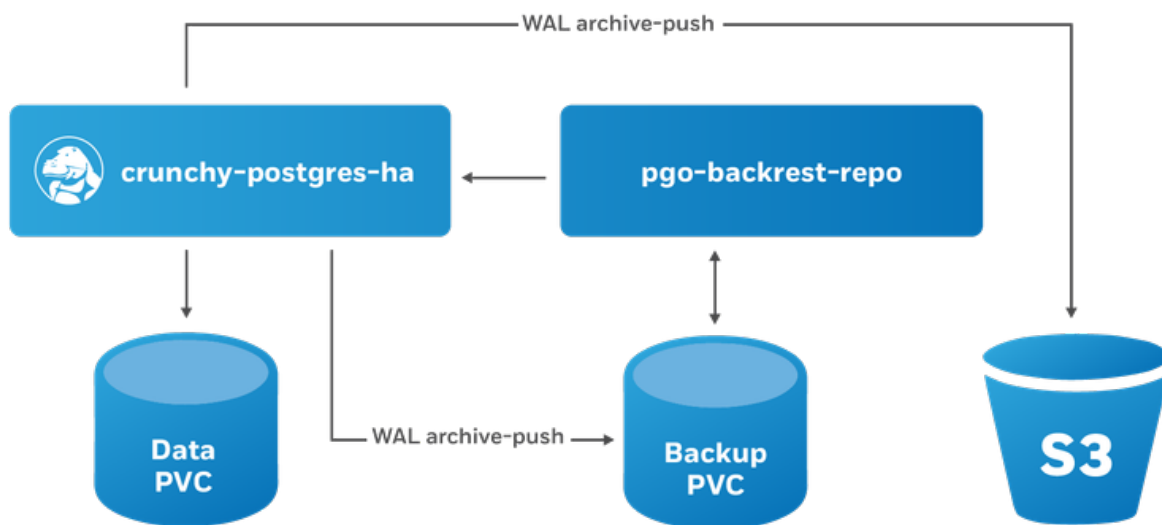 WAL archive-push
crunchy-postgres-ha
pgo-backrest-repo
WAL archive-push
Data
PVC
Backup
PVC
S3